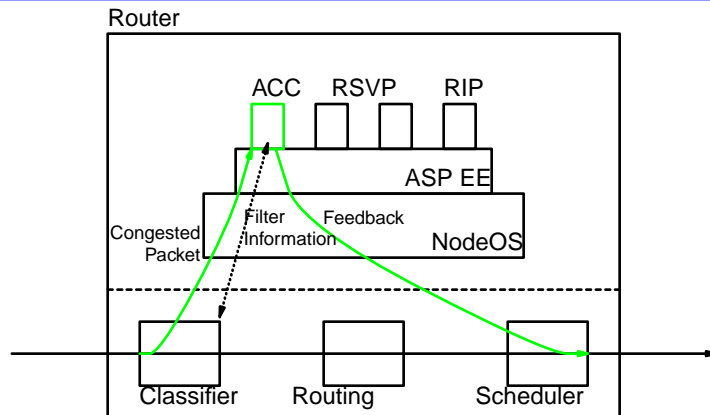 Router
ACC RSVP RIP
ASP EE
Filter Feedback
Congested Information
Packet NodeOS
Classifier Routing Scheduler